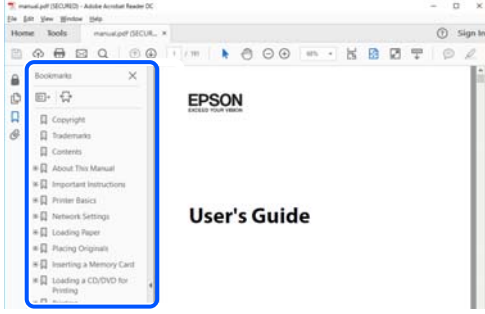 manual.pdf (SECURED) - Adobe Acrobat Reader DC
File Edit View Window Help
Home Tools manual.pdf (SECUR... × Sign In
Bookmarks
Copyright
Trademarks
Contents
About This Manual
Important Instructions
Printer Basics
Network Settings
Loading Paper
Placing Originals
Inserting a Memory Card
Loading a CD/DVD for
Printing
EPSON
EXCEED YOUR VISION
User's Guide